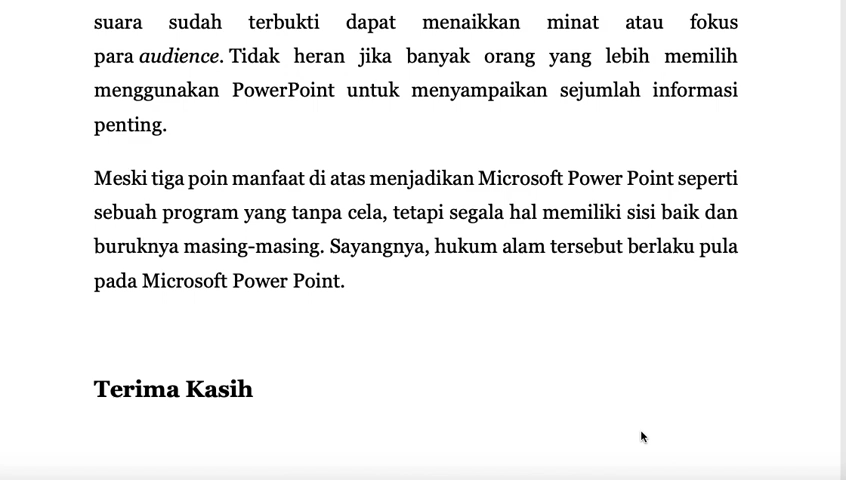 suara sudah terbukti dapat menaikkan minat atau fokus
para audience. Tidak heran jika banyak orang yang lebih memilih
menggunakan PowerPoint untuk menyampaikan sejumlah informasi
penting.
Meski tiga poin manfaat di atas menjadikan Microsoft Power Point seperti
sebuah program yang tanpa cela, tetapi segala hal memiliki sisi baik dan
buruknya masing-masing. Sayangnya, hukum alam tersebut berlaku pula
pada Microsoft Power Point.
Terima Kasih